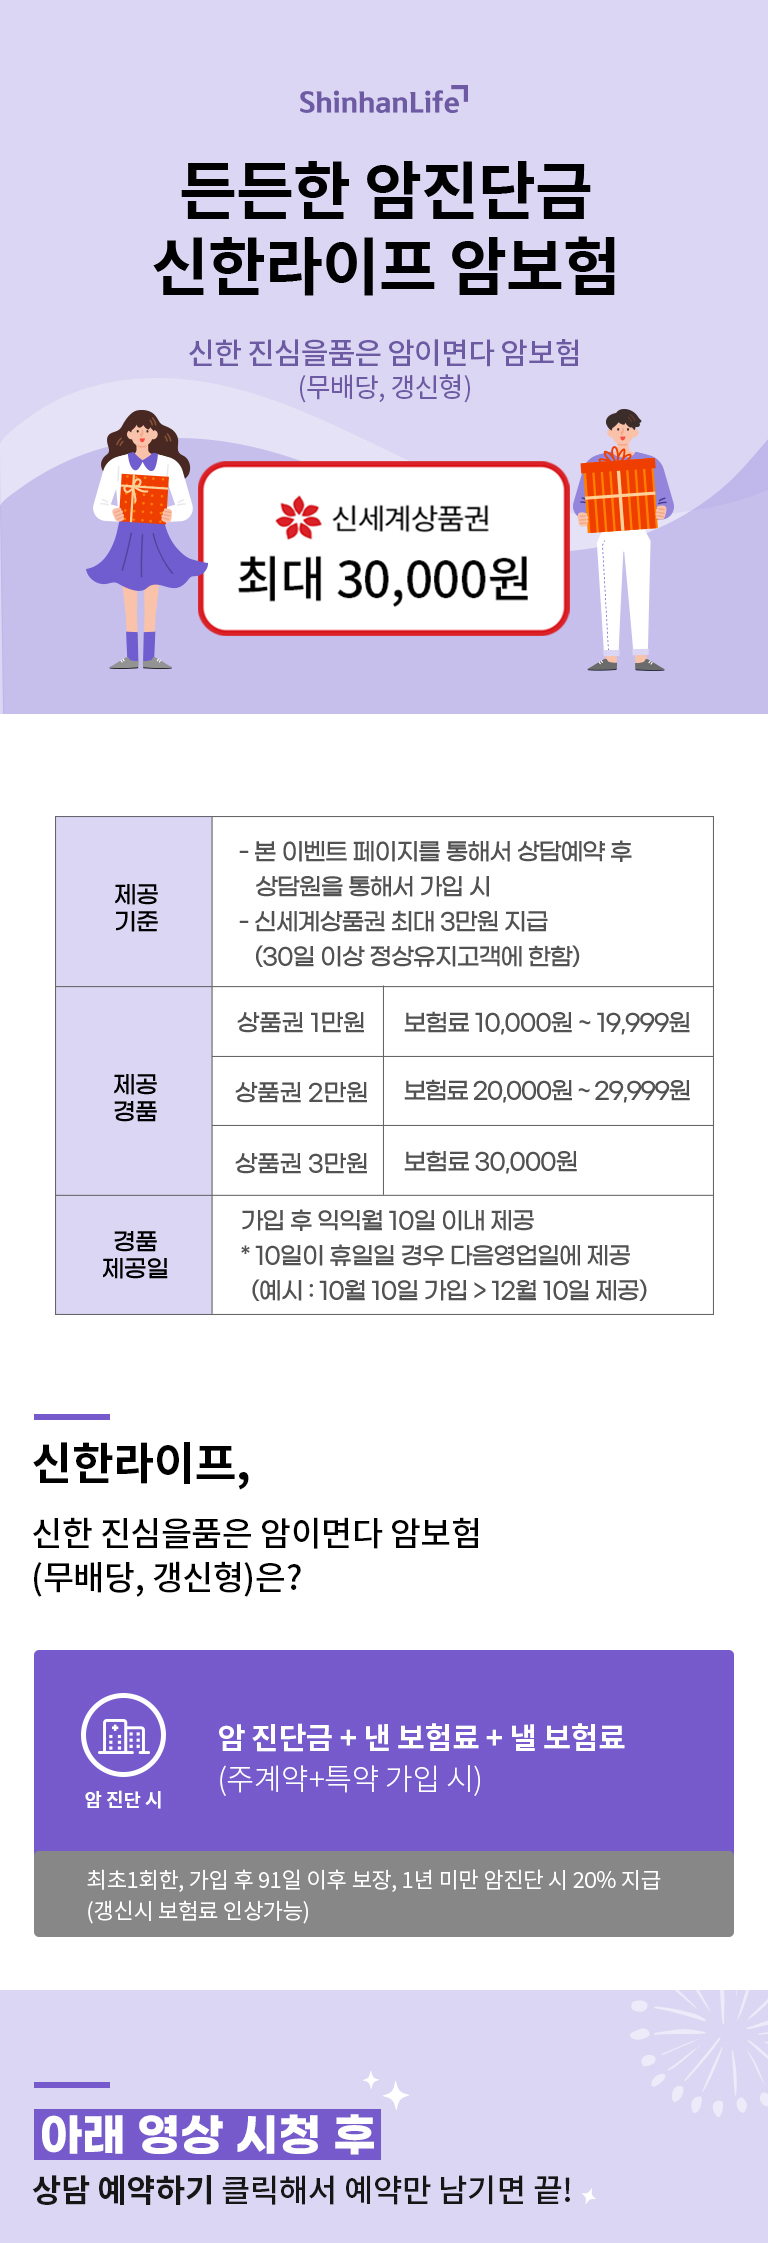 ShinhanLife
든든한 암진단금
신한라이프 암보험
신한 진심을품은 암이면다 암보험
(무배당, 갱신형)
신세계상품권
최대 30,000원
제공
기준
- 본 이벤트 페이지를 통해서 상담예약 후
상담원을 통해서 가입 시
- 신세계상품권 최대 3만원 지급
(30일 이상 정상유지고객에 한함)
제공
경품
상품권 1만원 보험료 10,000원 ~ 19,999원
상품권 2만원 보험료 20,000원 ~ 29,999원
상품권 3만원 보험료 30,000원
경품
제공일
가입 후 익익월 10일 이내 제공
* 10일이 휴일일 경우 다음영업일에 제공
(예시 : 10월 10일 가입 > 12월 10일 제공)
신한라이프,
신한 진심을품은 암이면다 암보험
(무배당, 갱신형)은?
암 진단 시
암 진단금 + 낸 보험료 + 낼 보험료
(주계약+특약 가입 시)
최초1회한, 가입 후 91일 이후 보장, 1년 미만 암진단 시 20% 지급
(갱신시 보험료 인상가능)
아래 영상 시청 후
상담 예약하기 클릭해서 예약만 남기면 끝!